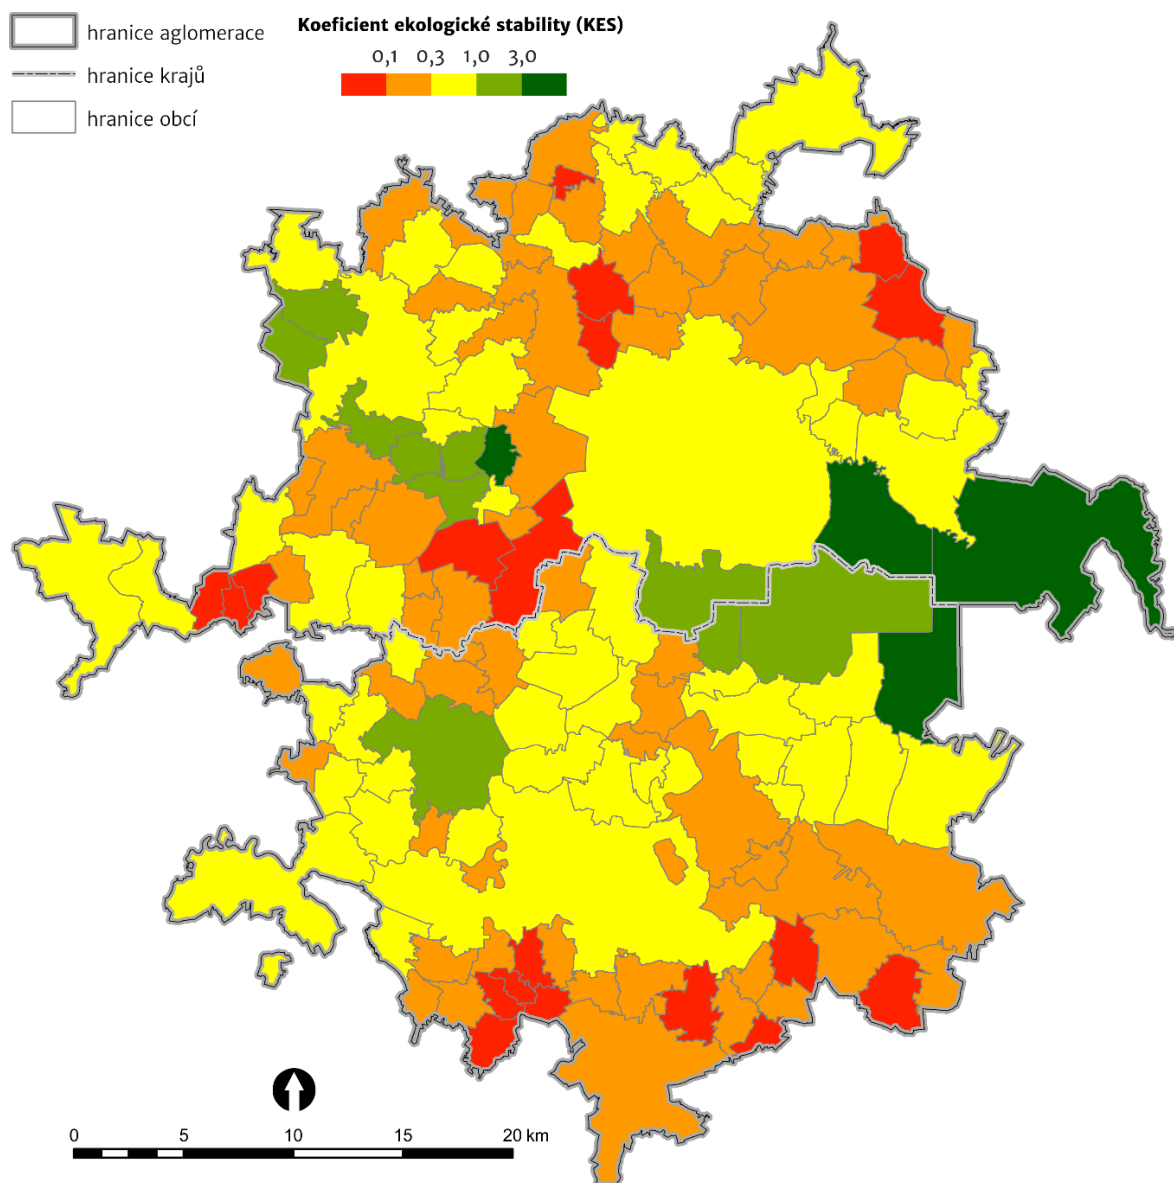 hranice aglomerace
hranice krajů
hranice obcí
Koeficient ekologické stability (KES)
0,1 0,3 1,0 3,0
0 5 10 15 20 km